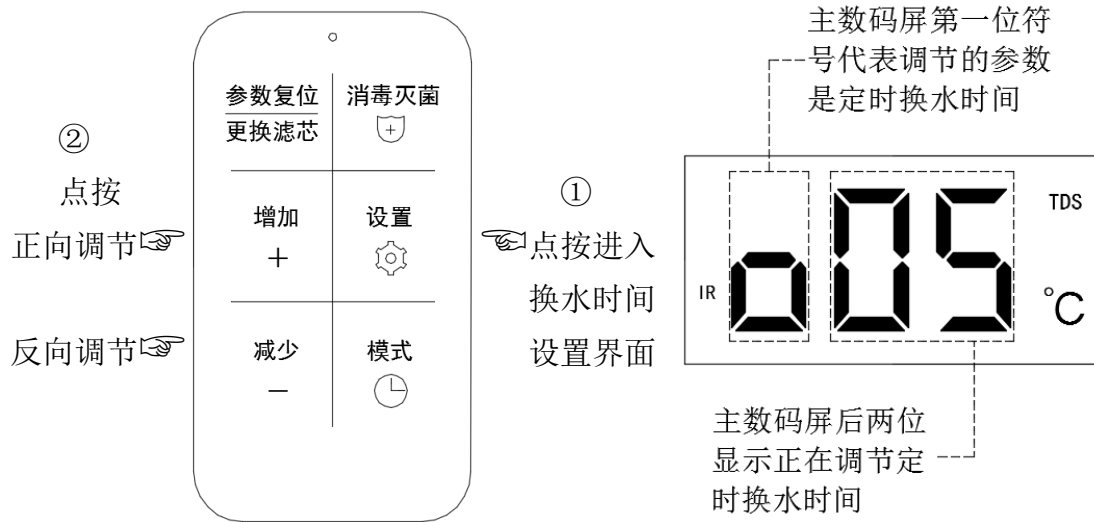 参数复位
更换滤芯
消毒灭菌
增加
+
设置
减少
−
模式
②
点按
正向调节☞
反向调节☞
①
☜点按进入
换水时间
设置界面
主数码屏第一位符
号代表调节的参数
是定时换水时间
IR
o05
TDS
°C
主数码屏后两位
显示正在调节定
时换水时间